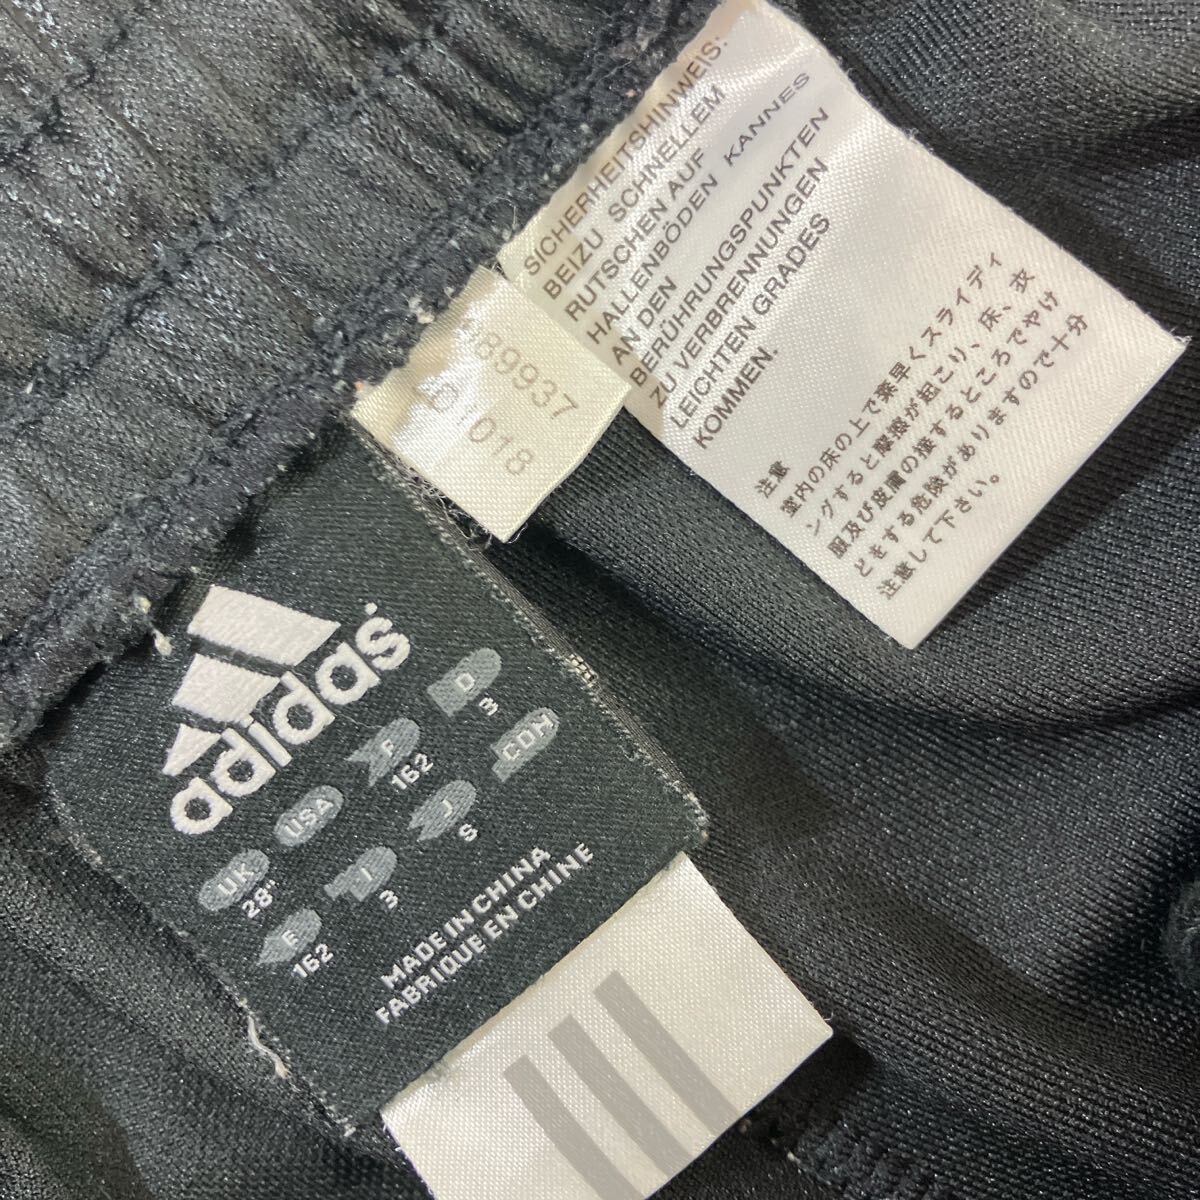 SICHERHEITSHINWEIS:
BEIZU SCHNELLEM
RUTSCHEN AUF
HALLENBÖDEN KANNES
AN DEN
BERÜHRUNGSPUNKTEN
ZU VERBRENNUNGEN
LEICHTEN GRADES
KOMMEN.
注意
室内の床の上で素早くスライディ
ングすると摩擦が起こり、床、衣
服及び皮膚の接するところでやけ
どをする危険がありますので十分
注意して下さい。
89937
018
adidas
UK USA F D
28" 162 3
E I J CDN
162 3 S
MADE IN CHINA
FABRIQUE EN CHINE